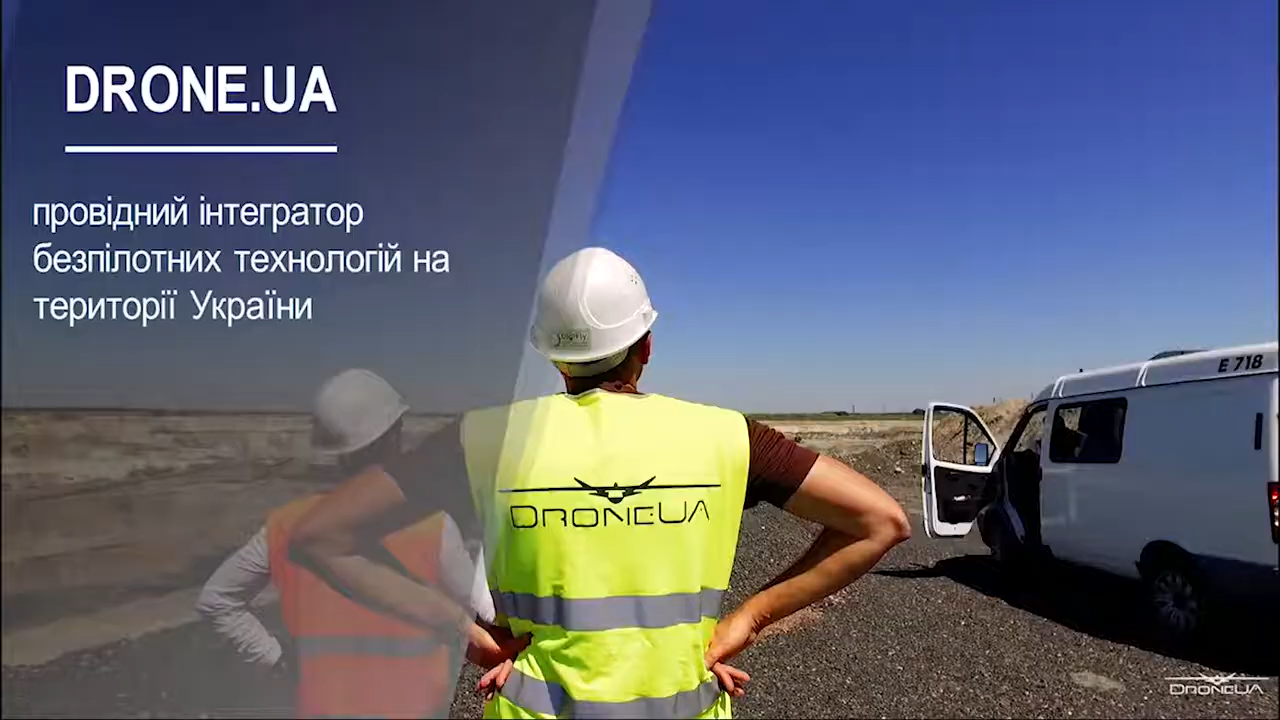 DRONE.UA
провідний інтегратор
безпілотних технологій на
території України
E 718
DRONEUA
DRONEUA